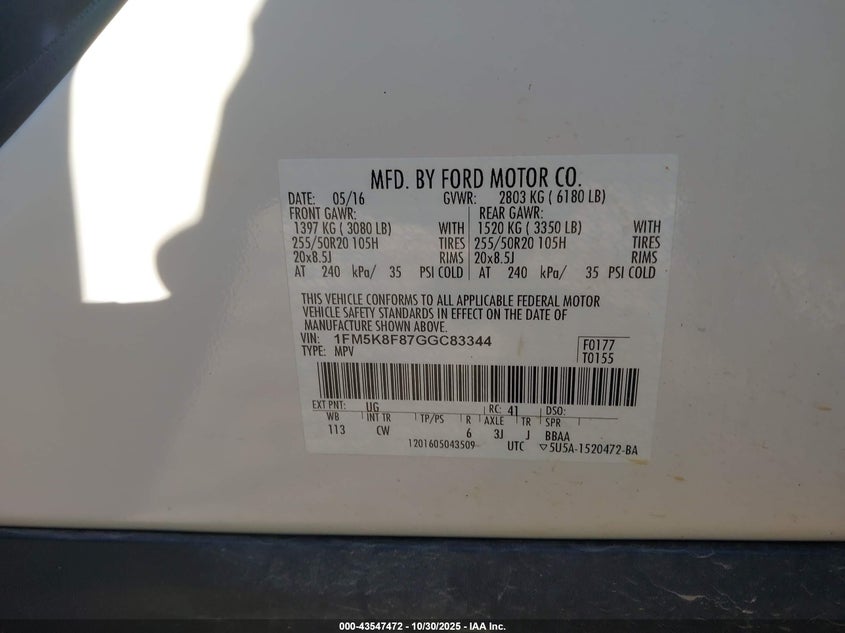 MFD. BY FORD MOTOR CO.
DATE: 05/16 GVWR: 2803 KG ( 6180 LB)
FRONT GAWR: REAR GAWR:
1397 KG ( 3080 LB) WITH 1520 KG ( 3350 LB) WITH
255/50R20 105H TIRES 255/50R20 105H TIRES
20x8.5J RIMS 20x8.5J RIMS
AT 240 kPa/ 35 PSI COLD AT 240 kPa/ 35 PSI COLD
THIS VEHICLE CONFORMS TO ALL APPLICABLE FEDERAL MOTOR
VEHICLE SAFETY STANDARDS IN EFFECT ON THE DATE OF
MANUFACTURE SHOWN ABOVE.
VIN: 1FM5K8F87GGC83344 F0177
TYPE: MPV T0155
EXT PNT: UG RC: 41 DSO:
WB INT TR TP/PS R AXLE TR SPR
113 CW 6 3J J BBAA
1201605043509 UTC ▽5U5A-1520472-BA
000-43547472 - 10/30/2025 - IAA Inc.